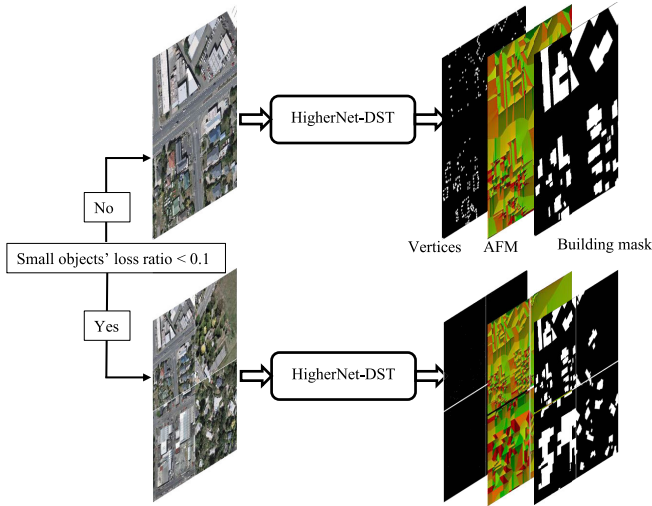 HigherNet-DST
No
Vertices
AFM
Building mask
Small objects’ loss ratio < 0.1
Yes
HigherNet-DST